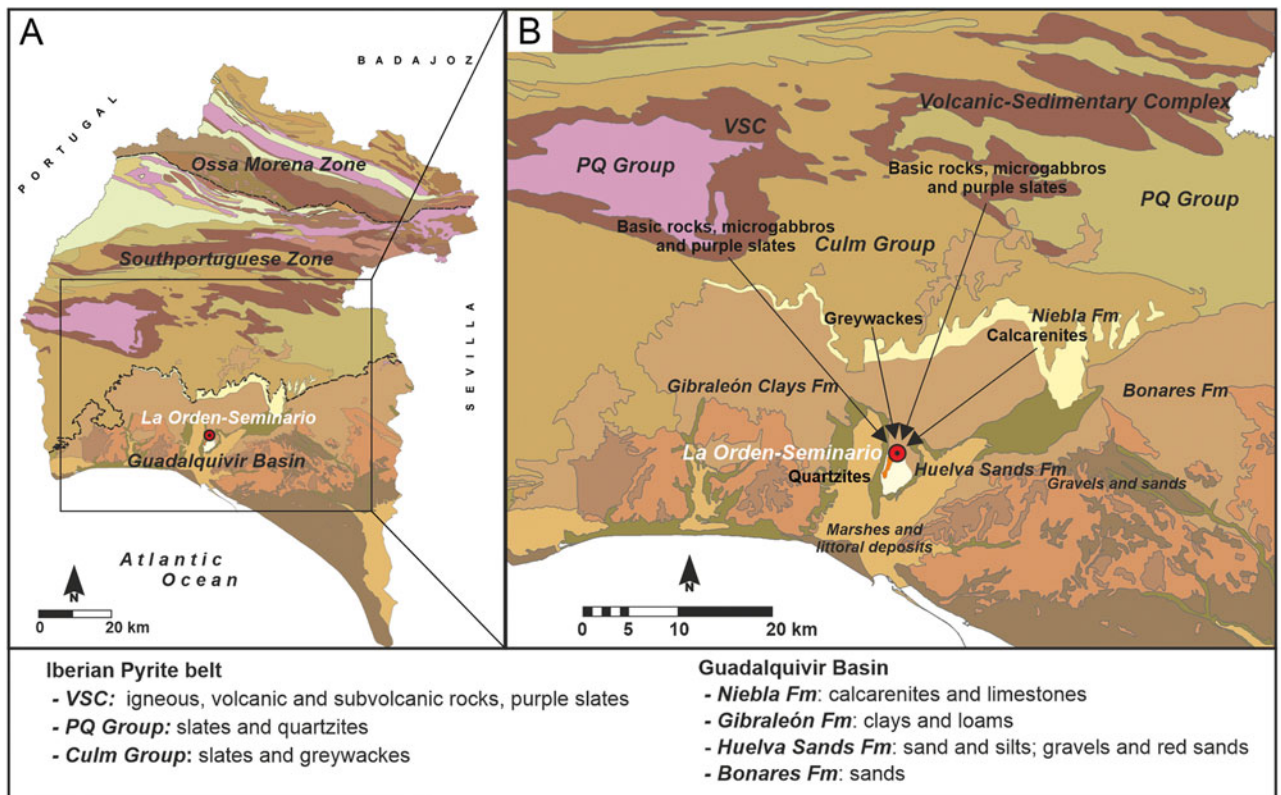 A
BADAJOZ
PORTUGAL
Ossa Morena Zone
Southportuguese Zone
SEVILLA
La Orden-Seminario
Guadalquivir Basin
Atlantic
Ocean
N
0 20 km
B
Volcanic-Sedimentary Complex
VSC
PQ Group
Basic rocks, microgabbros
and purple slates
PQ Group
Basic rocks, microgabbros
and purple slates
Culm Group
Greywackes
Niebla Fm
Calcarenites
Gibraleón Clays Fm
Bonares Fm
La Orden-Seminario
Quartzites
Huelva Sands Fm
Gravels and sands
Marshes and
littoral deposits
N
0 5 10 20 km
Iberian Pyrite belt
- VSC: igneous, volcanic and subvolcanic rocks, purple slates
- PQ Group: slates and quartzites
- Culm Group: slates and greywackes
Guadalquivir Basin
- Niebla Fm: calcarenites and limestones
- Gibraleón Fm: clays and loams
- Huelva Sands Fm: sand and silts; gravels and red sands
- Bonares Fm: sands